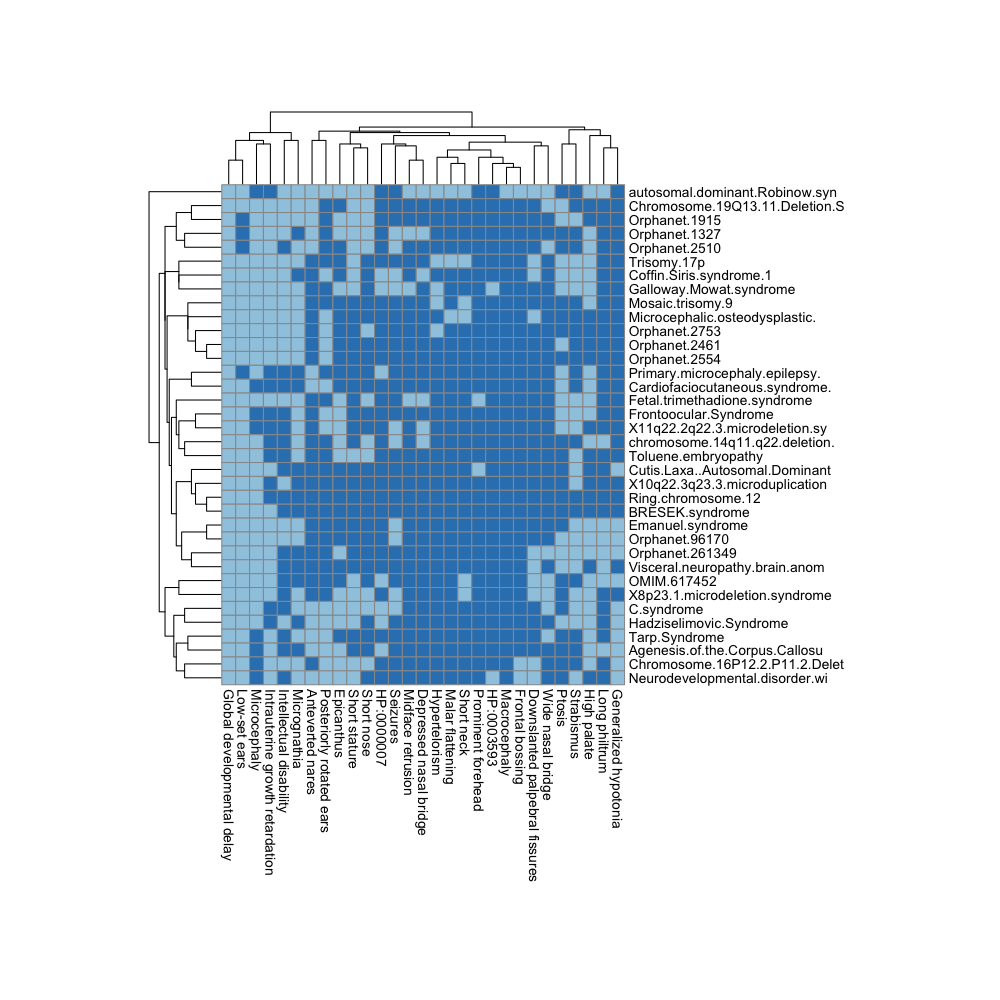 autosomal.dominant.Robinow.syn
Chromosome.19Q13.11.Deletion.S
Orphanet.1915
Orphanet.1327
Orphanet.2510
Trisomy.17p
Coffin.Siris.syndrome.1
Galloway.Mowat.syndrome
Mosaic.trisomy.9
Microcephalic.osteodysplastic.
Orphanet.2753
Orphanet.2461
Orphanet.2554
Primary.microcephaly.epilepsy.
Cardiofaciocutaneous.syndrome.
Fetal.trimethadione.syndrome
Frontoocular.Syndrome
X11q22.2q22.3.microdeletion.sy
chromosome.14q11.q22.deletion.
Toluene.embryopathy
Cutis.Laxa..Autosomal.Dominant
X10q22.3q23.3.microduplication
Ring.chromosome.12
BRESEK.syndrome
Emanuel.syndrome
Orphanet.96170
Orphanet.261349
Visceral.neuropathy.brain.anom
OMIM.617452
X8p23.1.microdeletion.syndrome
C.syndrome
Hadziselimovic.Syndrome
Tarp.Syndrome
Agenesis.of.the.Corpus.Callosu
Chromosome.16P12.2.P11.2.Delet
Neurodevelopmental.disorder.wi
Global developmental delay
Low-set ears
Microcephaly
Intrauterine growth retardation
Intellectual disability
Micrognathia
Anteverted nares
Posteriorly rotated ears
Epicanthus
Short stature
Short nose
HP:0000007
Seizures
Midface retrusion
Depressed nasal bridge
Hypertelorism
Malar flattening
Short neck
Prominent forehead
HP:0003593
Macrocephaly
Frontal bossing
Downslanted palpebral fissures
Wide nasal bridge
Ptosis
Strabismus
High palate
Long philtrum
Generalized hypotonia